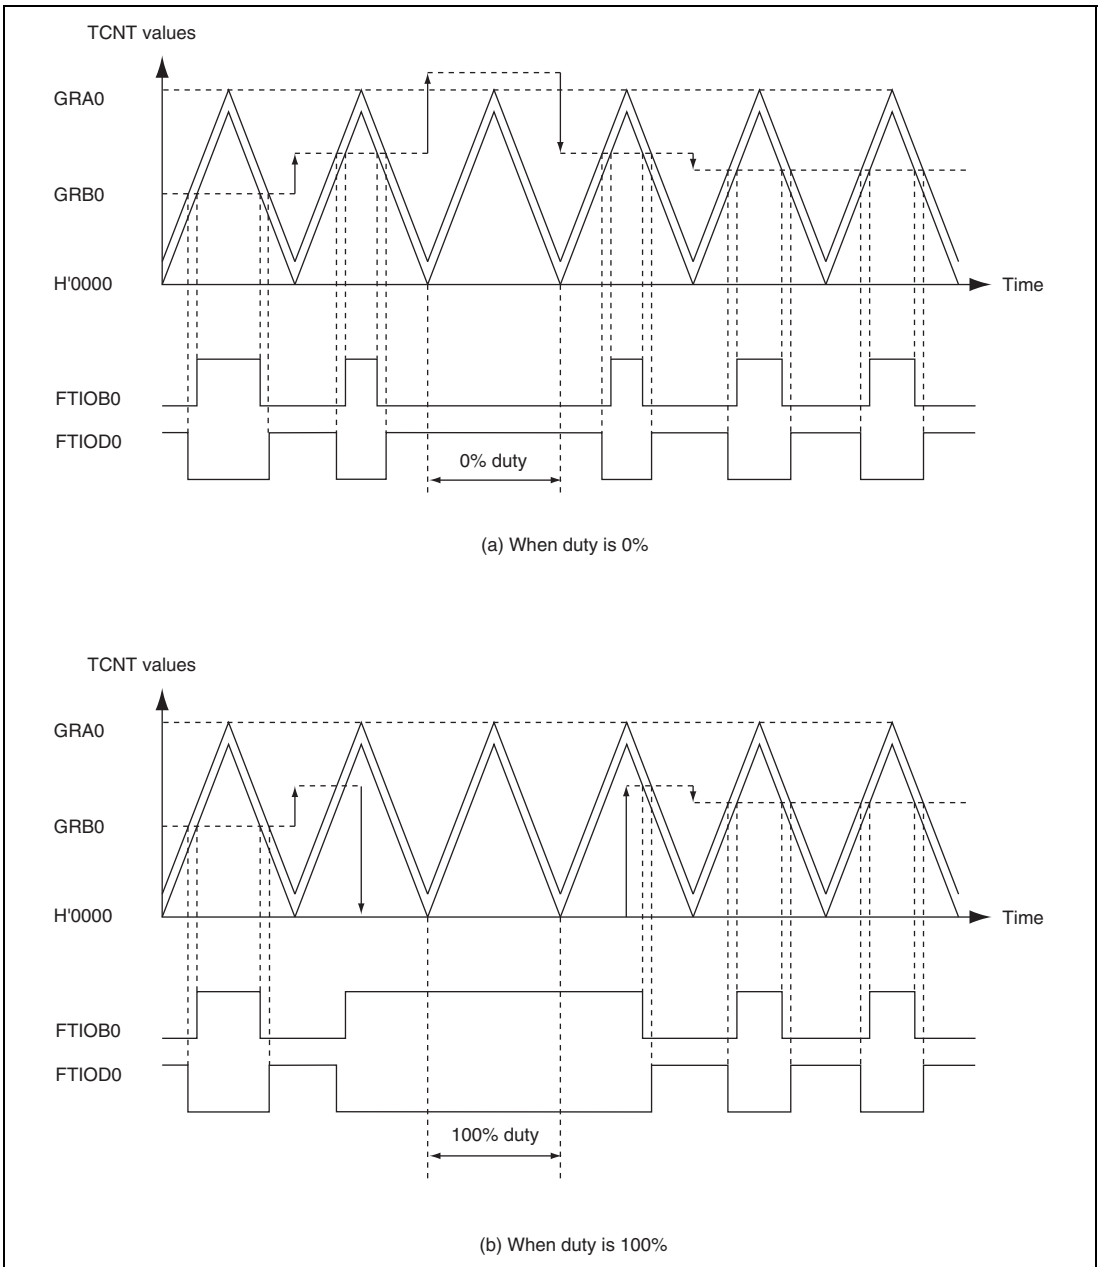 TCNT values
GRA0
GRB0
H'0000
Time
FTIOB0
FTIOD0
0% duty
(a) When duty is 0%
TCNT values
GRA0
GRB0
H'0000
Time
FTIOB0
FTIOD0
100% duty
(b) When duty is 100%